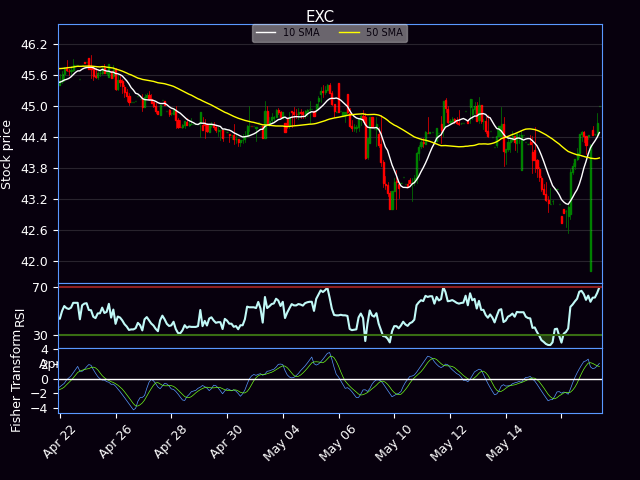 EXC
10 SMA
50 SMA
46.2
45.6
45.0
44.4
43.8
43.2
42.6
42.0
Stock price
70
30
RSI
4
2
0
−2
−4
Fisher Transform
Apr 22
Apr 26
Apr 28
Apr 30
May 04
May 06
May 10
May 12
May 14